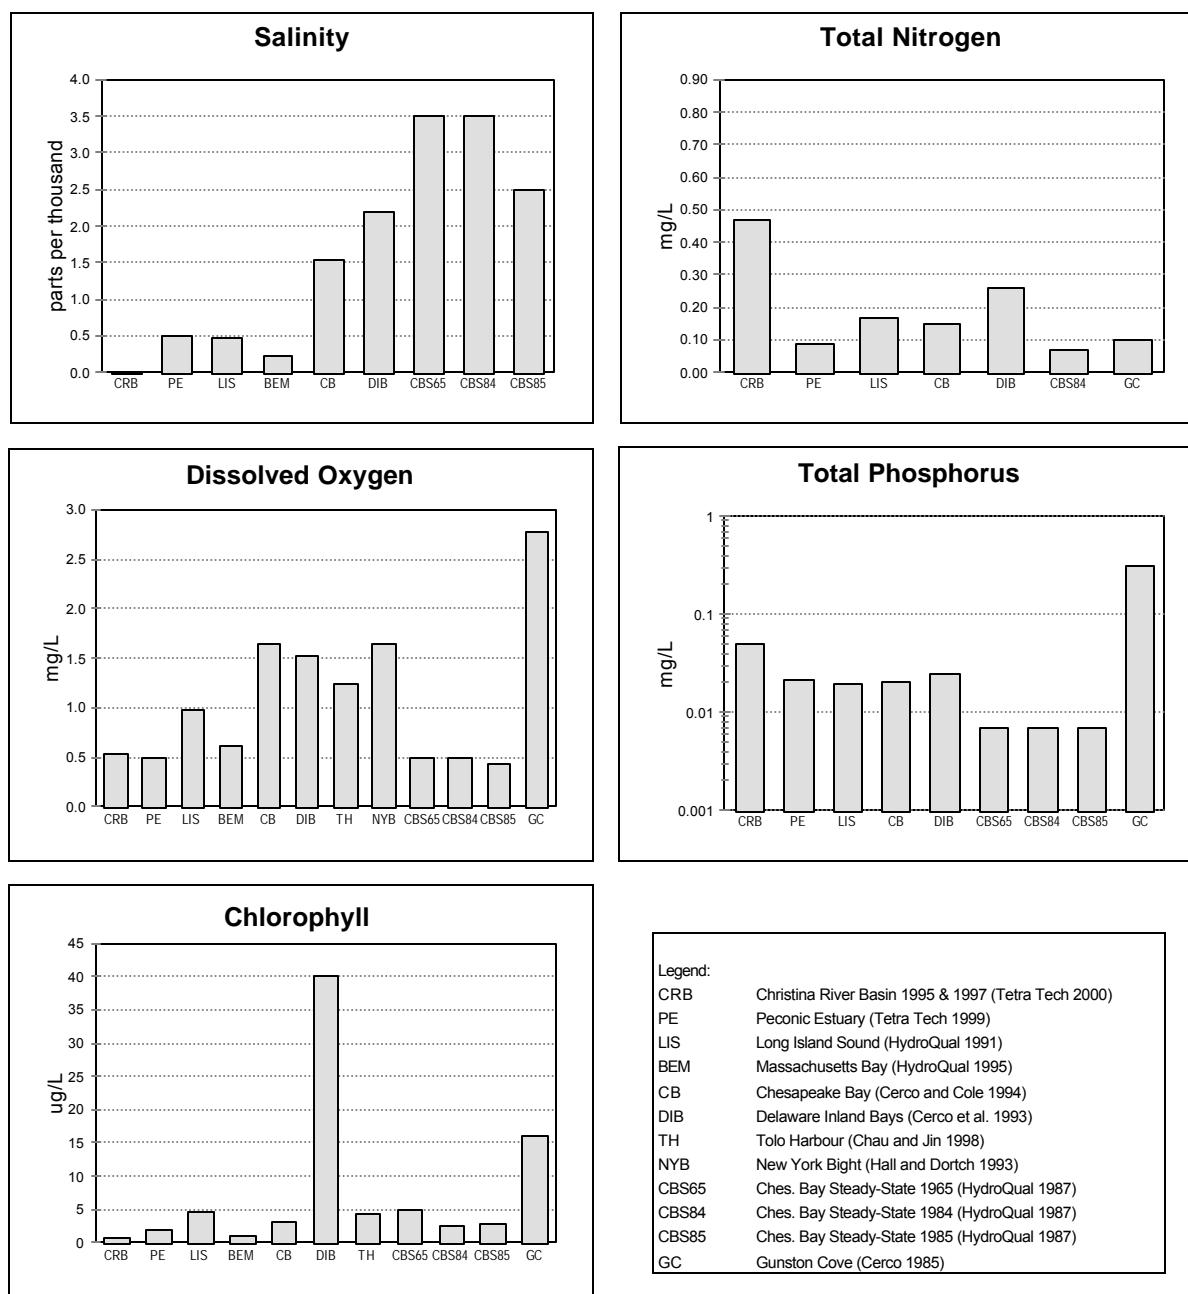 Salinity
parts per thousand
4.0
3.5
3.0
2.5
2.0
1.5
1.0
0.5
0.0
CRB PE LIS BEM CB DIB CBS65 CBS84 CBS85
Total Nitrogen
mg/L
0.90
0.80
0.70
0.60
0.50
0.40
0.30
0.20
0.10
0.00
CRB PE LIS CB DIB CBS84 GC
Dissolved Oxygen
mg/L
3.0
2.5
2.0
1.5
1.0
0.5
0.0
CRB PE LIS BEM CB DIB TH NYB CBS65 CBS84 CBS85 GC
Total Phosphorus
mg/L
1
0.1
0.01
0.001
CRB PE LIS CB DIB CBS65 CBS84 CBS85 GC
Chlorophyll
ug/L
45
40
35
30
25
20
15
10
5
0
CRB PE LIS BEM CB DIB TH CBS65 CBS84 CBS85 GC
Legend:
CRB Christina River Basin 1995 & 1997 (Tetra Tech 2000)
PE Peconic Estuary (Tetra Tech 1999)
LIS Long Island Sound (HydroQual 1991)
BEM Massachusetts Bay (HydroQual 1995)
CB Chesapeake Bay (Cerco and Cole 1994)
DIB Delaware Inland Bays (Cerco et al. 1993)
TH Tolo Harbour (Chau and Jin 1998)
NYB New York Bight (Hall and Dortch 1993)
CBS65 Ches. Bay Steady-State 1965 (HydroQual 1987)
CBS84 Ches. Bay Steady-State 1984 (HydroQual 1987)
CBS85 Ches. Bay Steady-State 1985 (HydroQual 1987)
GC Gunston Cove (Cerco 1985)